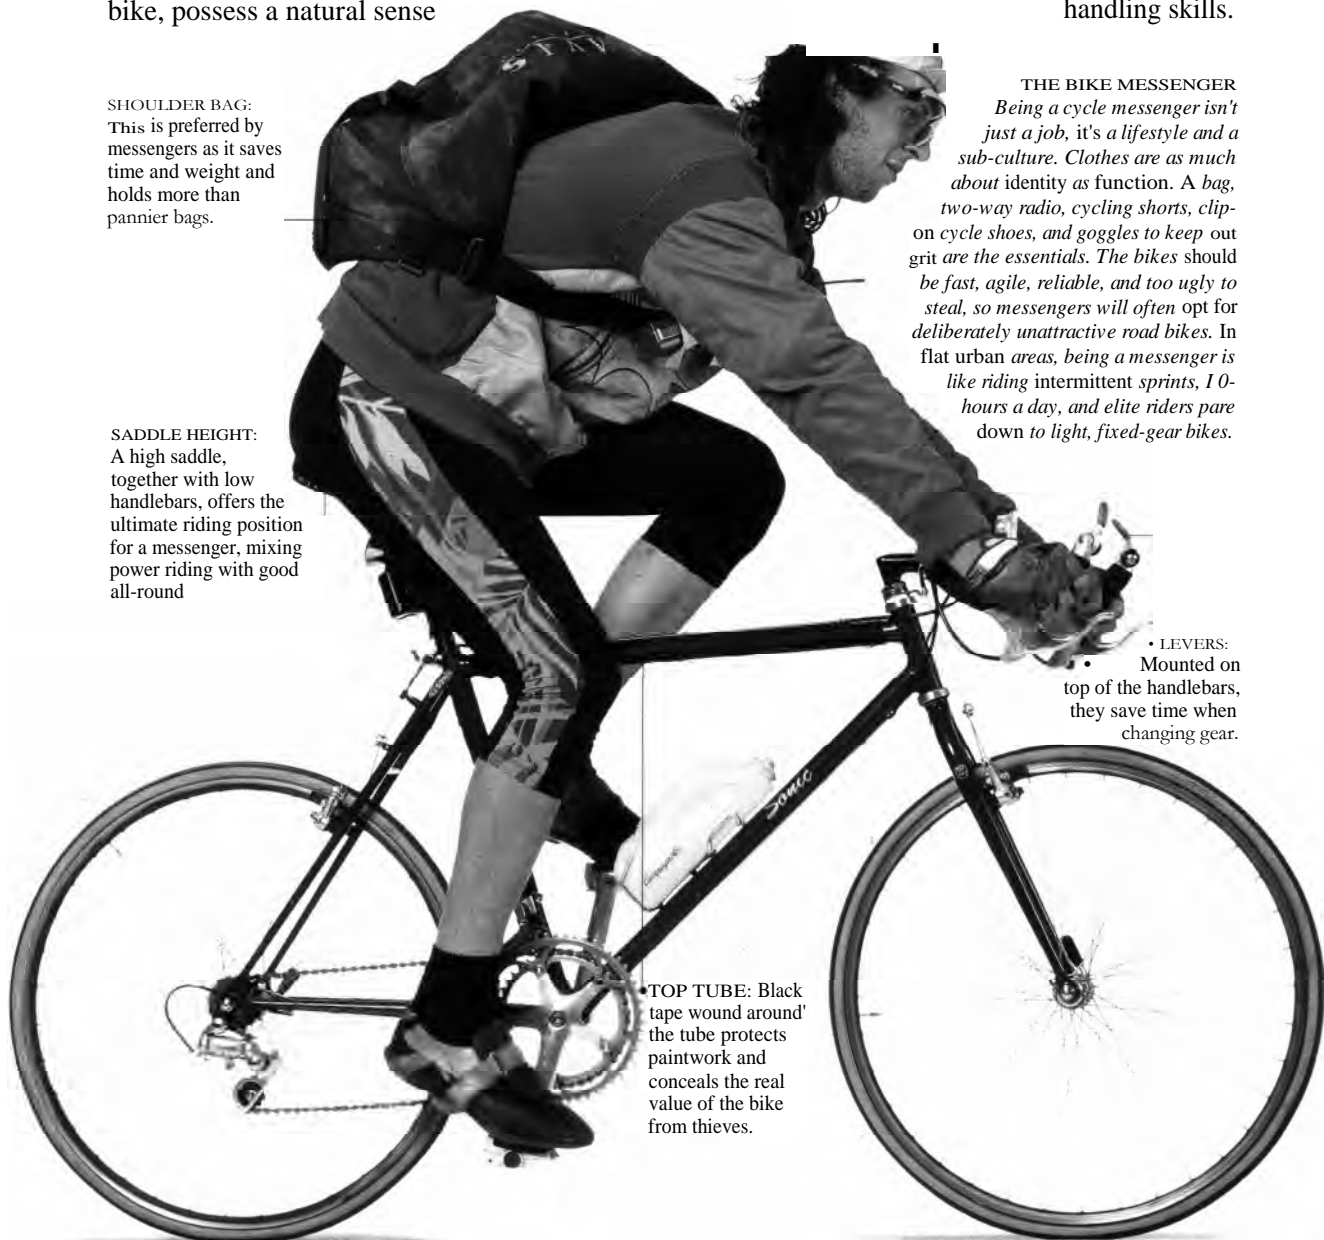 bike, possess a natural sense
handling skills.
SHOULDER BAG:
This is preferred by
messengers as it saves
time and weight and
holds more than
pannier bags.
THE BIKE MESSENGER
Being a cycle messenger isn't
just a job, it's a lifestyle and a
sub-culture. Clothes are as much
about identity as function. A bag,
two-way radio, cycling shorts, clip-
on cycle shoes, and goggles to keep out
grit are the essentials. The bikes should
be fast, agile, reliable, and too ugly to
steal, so messengers will often opt for
deliberately unattractive road bikes. In
flat urban areas, being a messenger is
like riding intermittent sprints, I 0-
hours a day, and elite riders pare
down to light, fixed-gear bikes.
SADDLE HEIGHT:
A high saddle,
together with low
handlebars, offers the
ultimate riding position
for a messenger, mixing
power riding with good
all-round
• LEVERS:
• Mounted on
top of the handlebars,
they save time when
changing gear.
Sonic
•TOP TUBE: Black
tape wound around'
the tube protects
paintwork and
conceals the real
value of the bike
from thieves.